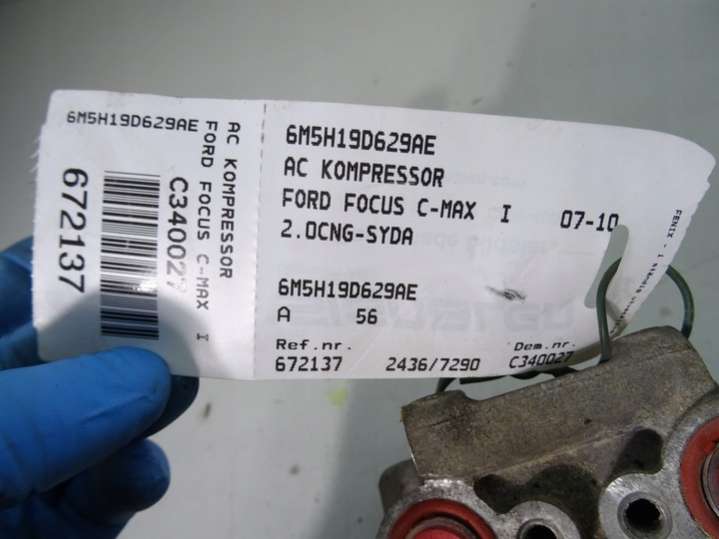 6M5H19D629AE
AC KOMPRESSOR
FORD FOCUS C-MAX I
C340027
672137
6M5H19D629AE
AC KOMPRESSOR
FORD FOCUS C-MAX I 07-10
2.0CNG-SYDA
6M5H19D629AE
A 56
Ref.nr. Dem.nr.
672137 2436/7290 C340027
FENIX - i